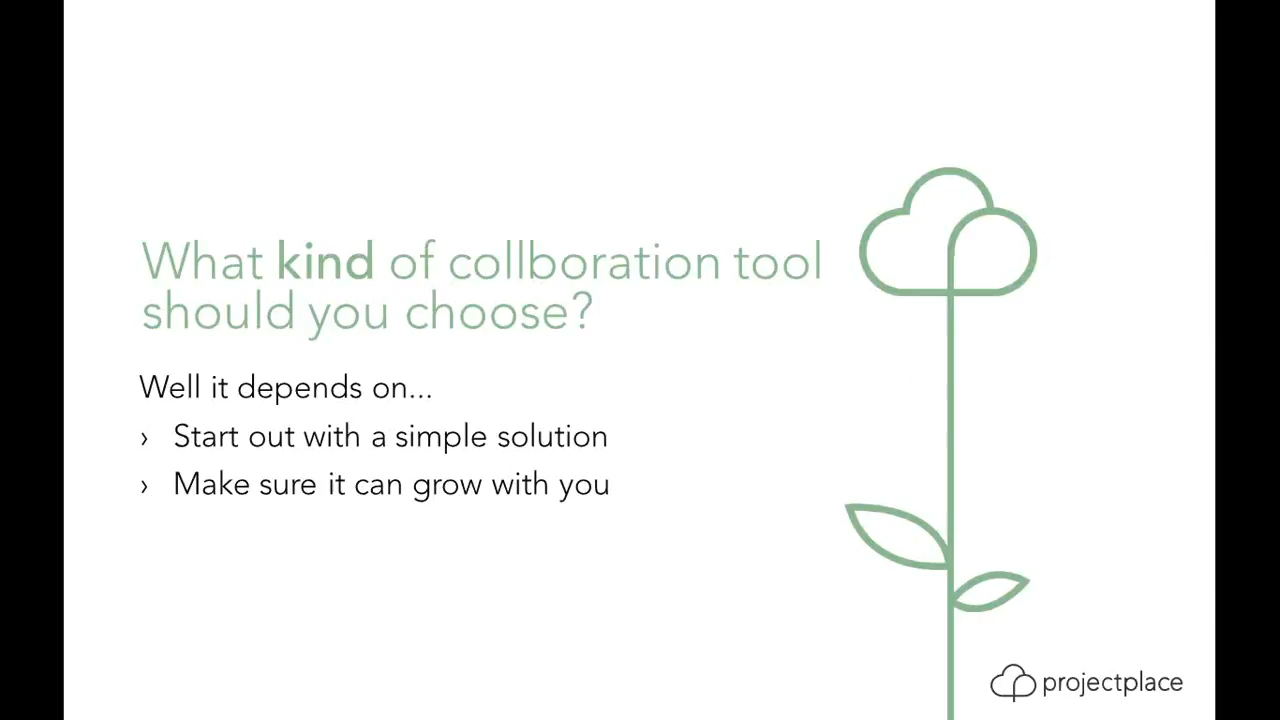 What kind of collboration tool
should you choose?
Well it depends on...
› Start out with a simple solution
› Make sure it can grow with you
projectplace